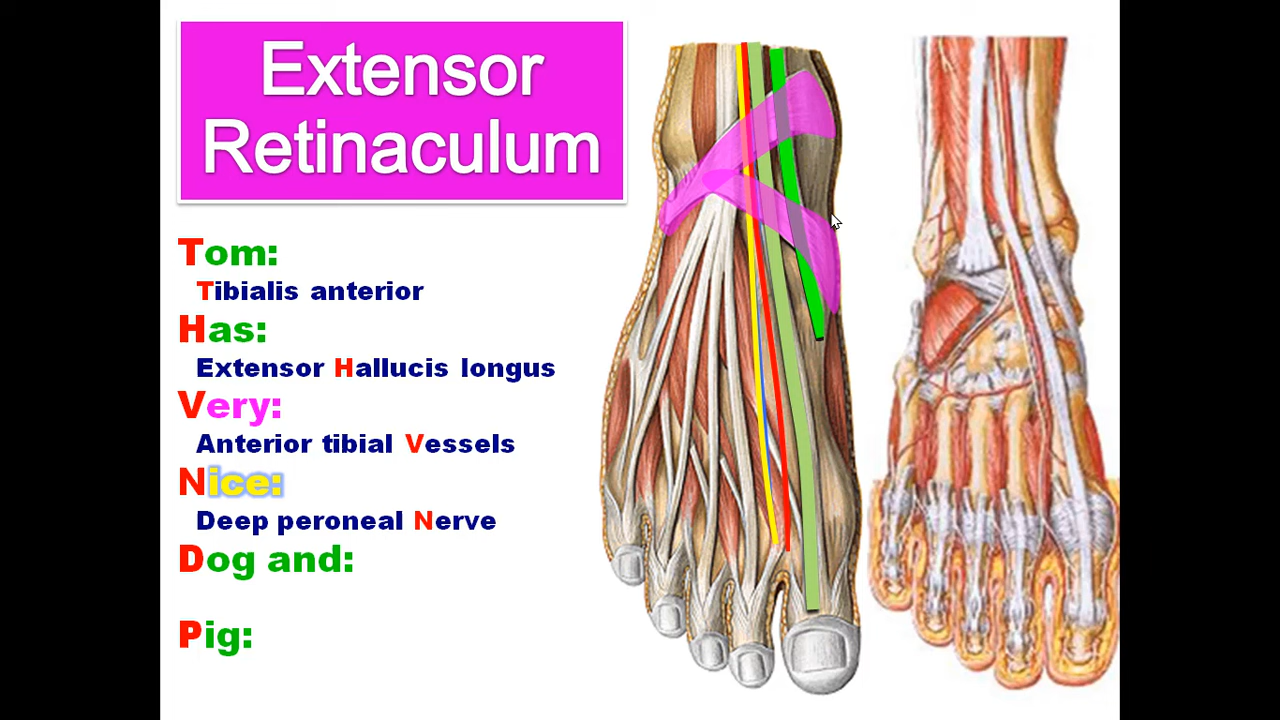 Extensor
Retinaculum
Tom:
Tibialis anterior
Has:
Extensor Hallucis longus
Very:
Anterior tibial Vessels
Nice:
Deep peroneal Nerve
Dog and:
Pig: